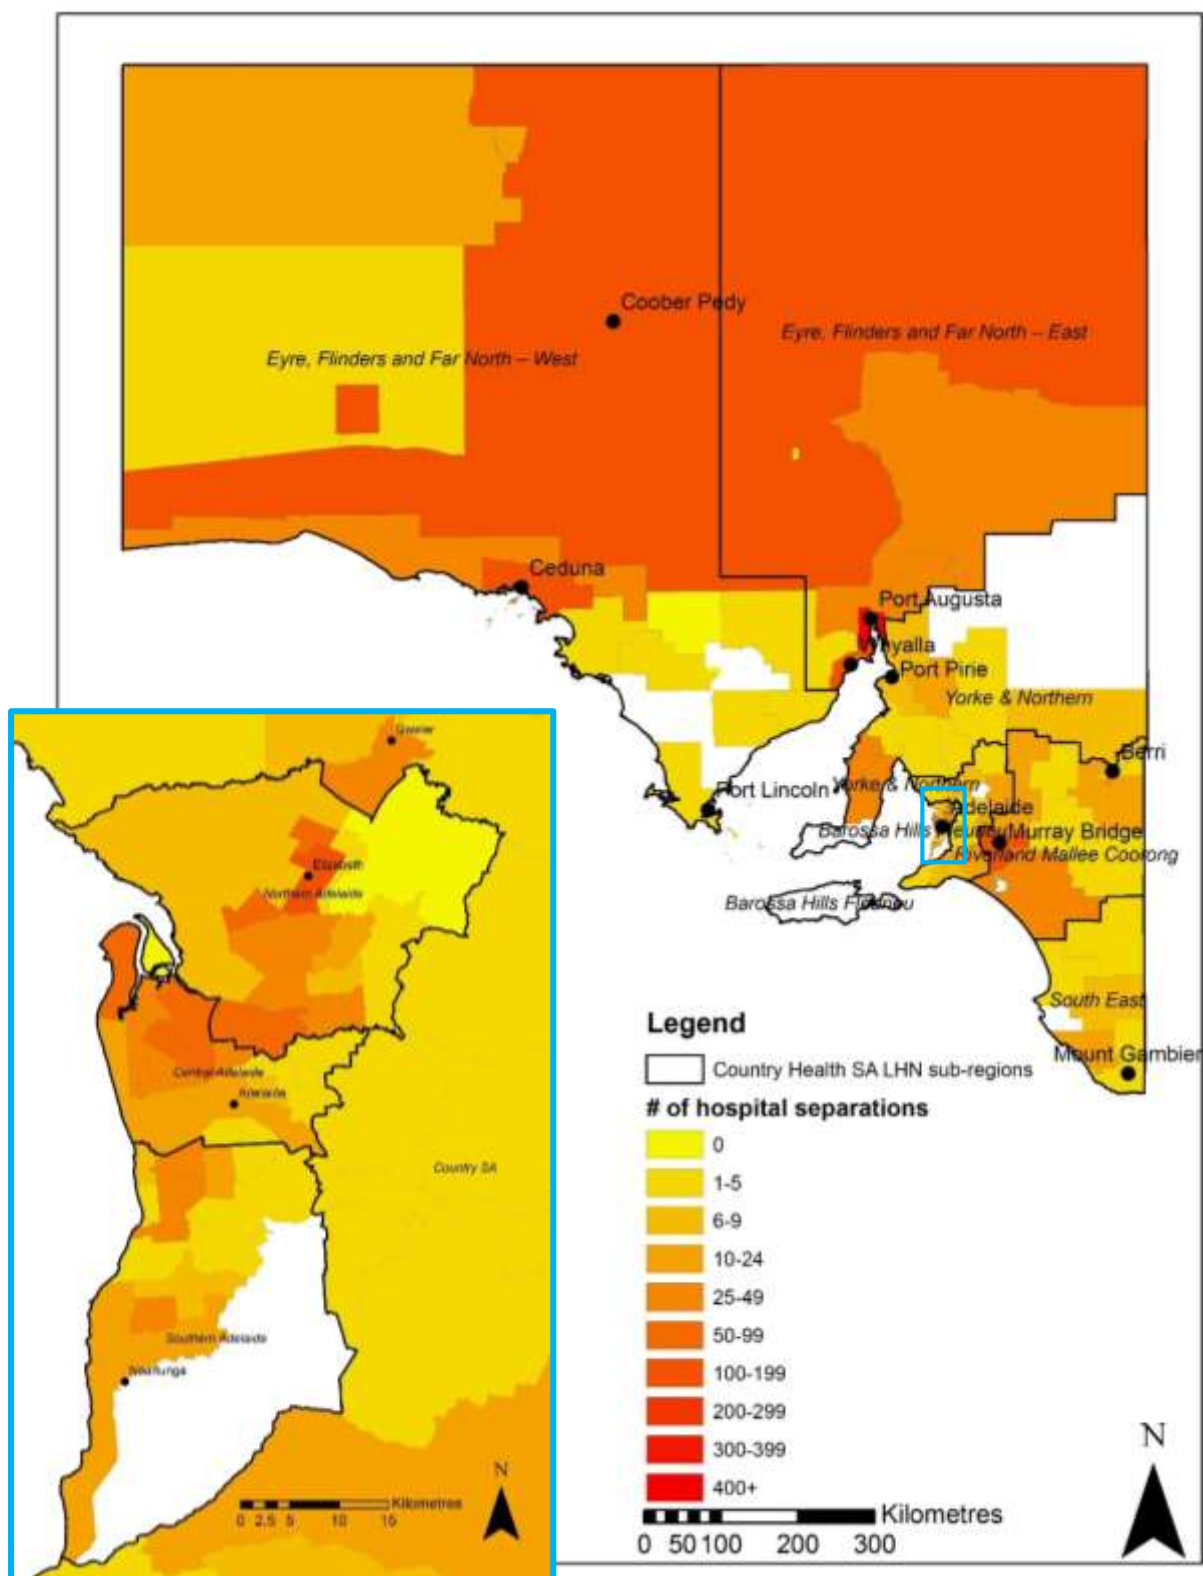 Coober Pedy
Eyre, Flinders and Far North – East
Eyre, Flinders and Far North – West
Ceduna
Port Augusta
Port Pirie
Yorke & Northern
Berri
Port Lincoln
Yorke & Northern
Adelaide
Barossa Hills
Murray Bridge
Riverland Mallee Coorong
Barossa Hills Fleurieu
South East
Mount Gambier
Gawler
Elizabeth
Northern Adelaide
Central Adelaide
Adelaide
Country SA
Southern Adelaide
Noarlunga
N
Kilometres
0 2.5 5 10 15
Legend
Country Health SA LHN sub-regions
# of hospital separations
0
1-5
6-9
10-24
25-49
50-99
100-199
200-299
300-399
400+
N
Kilometres
0 50 100 200 300